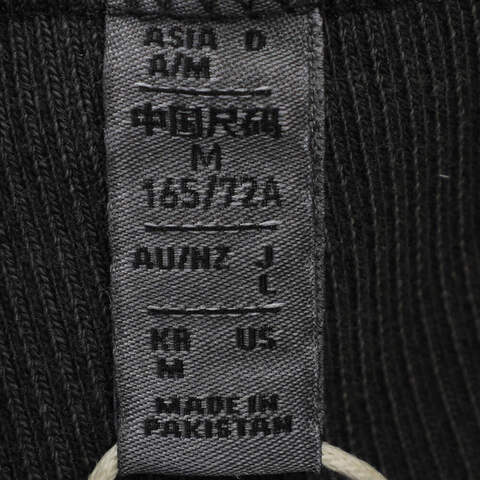 ASIA D
A/M
中国尺码
M
165/72A
AU/NZ J
L
KR US
M
MADE IN
PAKISTAN